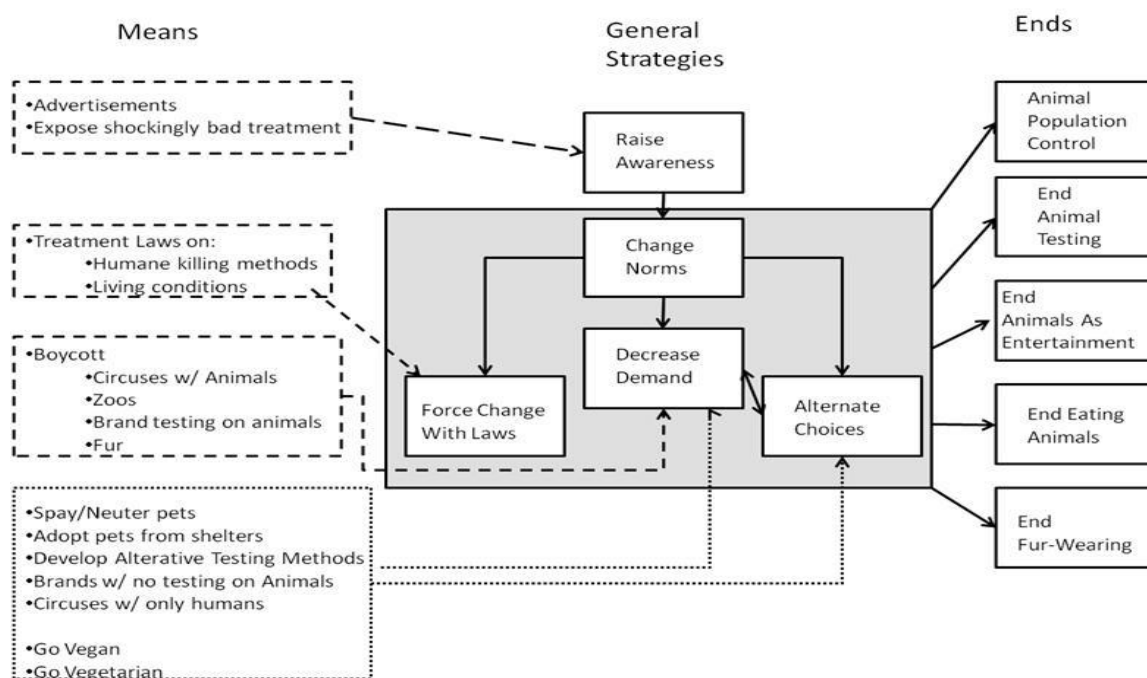 Means
General
Strategies
Ends
•Advertisements
•Expose shockingly bad treatment
•Treatment Laws on:
•Humane killing methods
•Living conditions
•Boycott
•Circuses w/ Animals
•Zoos
•Brand testing on animals
•Fur
•Spay/Neuter pets
•Adopt pets from shelters
•Develop Alterative Testing Methods
•Brands w/ no testing on Animals
•Circuses w/ only humans
•Go Vegan
•Go Vegetarian
Raise
Awareness
Change
Norms
Decrease
Demand
Force Change
With Laws
Alternate
Choices
Animal
Population
Control
End
Animal
Testing
End
Animals As
Entertainment
End Eating
Animals
End
Fur-Wearing